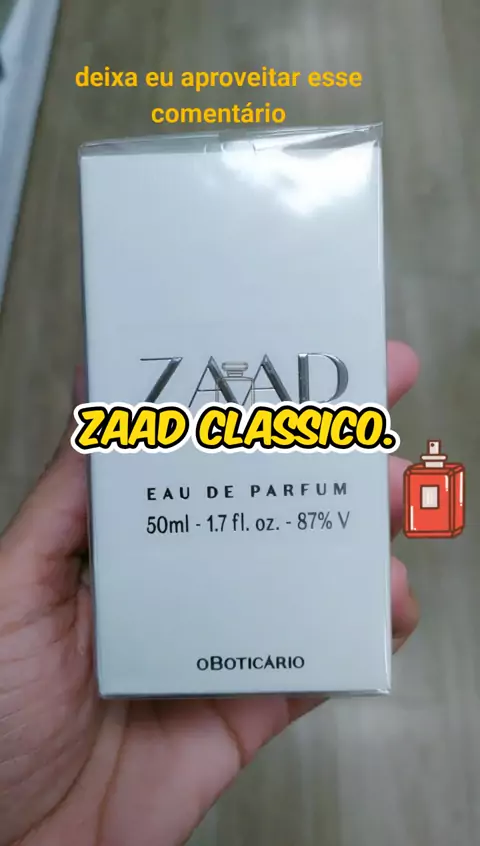 deixa eu aproveitar esse
comentário
ZAAD
ZAAD CLASSICO.
EAU DE PARFUM
50ml - 1.7 fl. oz. - 87% V
oBOTICÁRIO